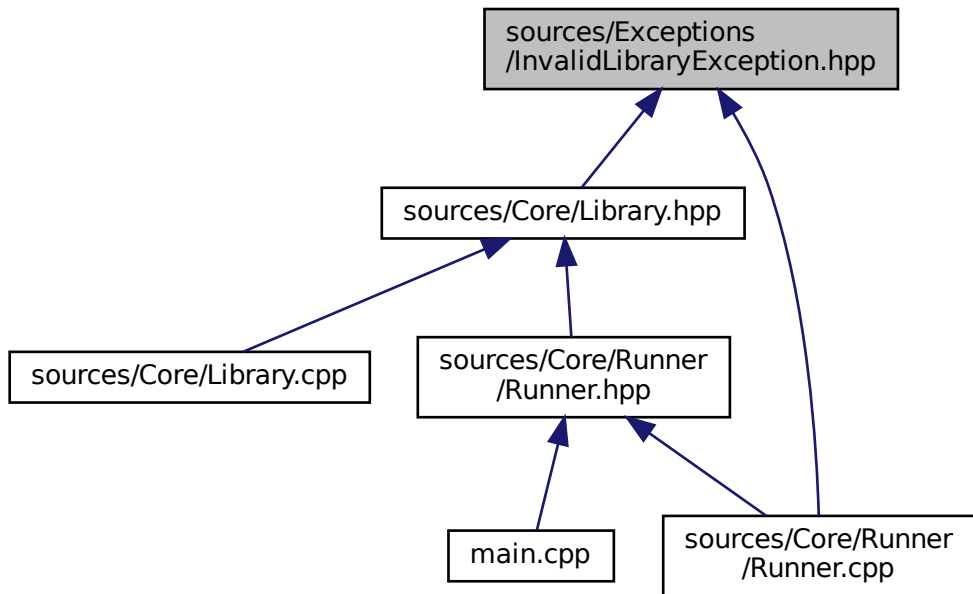 sources/Exceptions
/InvalidLibraryException.hpp
sources/Core/Library.hpp
sources/Core/Library.cpp
sources/Core/Runner
/Runner.hpp
main.cpp
sources/Core/Runner
/Runner.cpp